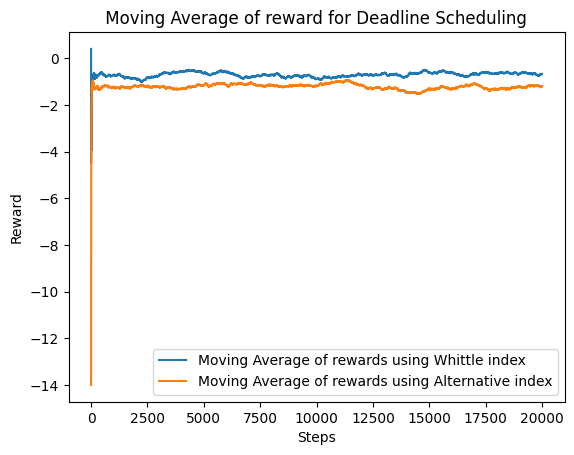 Moving Average of reward for Deadline Scheduling
0
−2
−4
−6
−8
−10
−12
−14
Reward
Moving Average of rewards using Whittle index
Moving Average of rewards using Alternative index
0 2500 5000 7500 10000 12500 15000 17500 20000
Steps